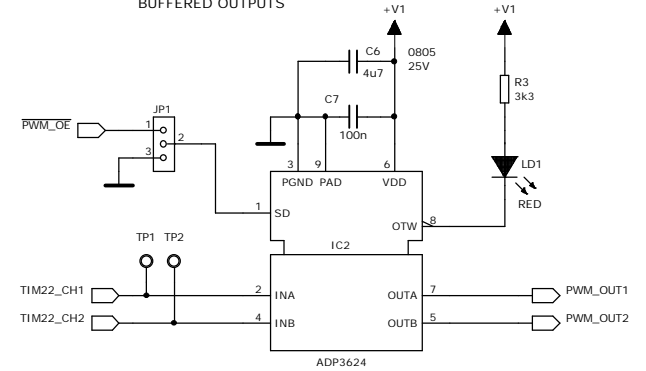 BUFFERED OUTPUTS
+V1
+V1
C6
4u7
0805
25V
R3
3k3
C7
100n
JP1
PWM_OE
1
2
3
3
9
6
PGND
PAD
VDD
LD1
RED
1
SD
OTW
8
IC2
TP1
TP2
TIM22_CH1
2
INA
OUTA
7
PWM_OUT1
TIM22_CH2
4
INB
OUTB
5
PWM_OUT2
ADP3624